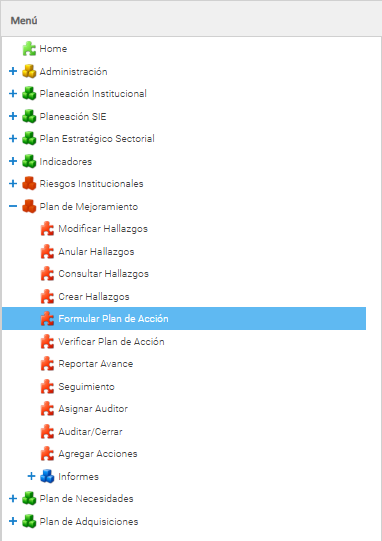 Menú
Home
Administración
Planeación Institucional
Planeación SIE
Plan Estratégico Sectorial
Indicadores
Riesgos Institucionales
Plan de Mejoramiento
Modificar Hallazgos
Anular Hallazgos
Consultar Hallazgos
Crear Hallazgos
Formular Plan de Acción
Verificar Plan de Acción
Reportar Avance
Seguimiento
Asignar Auditor
Auditar/Cerrar
Agregar Acciones
Informes
Plan de Necesidades
Plan de Adquisiciones